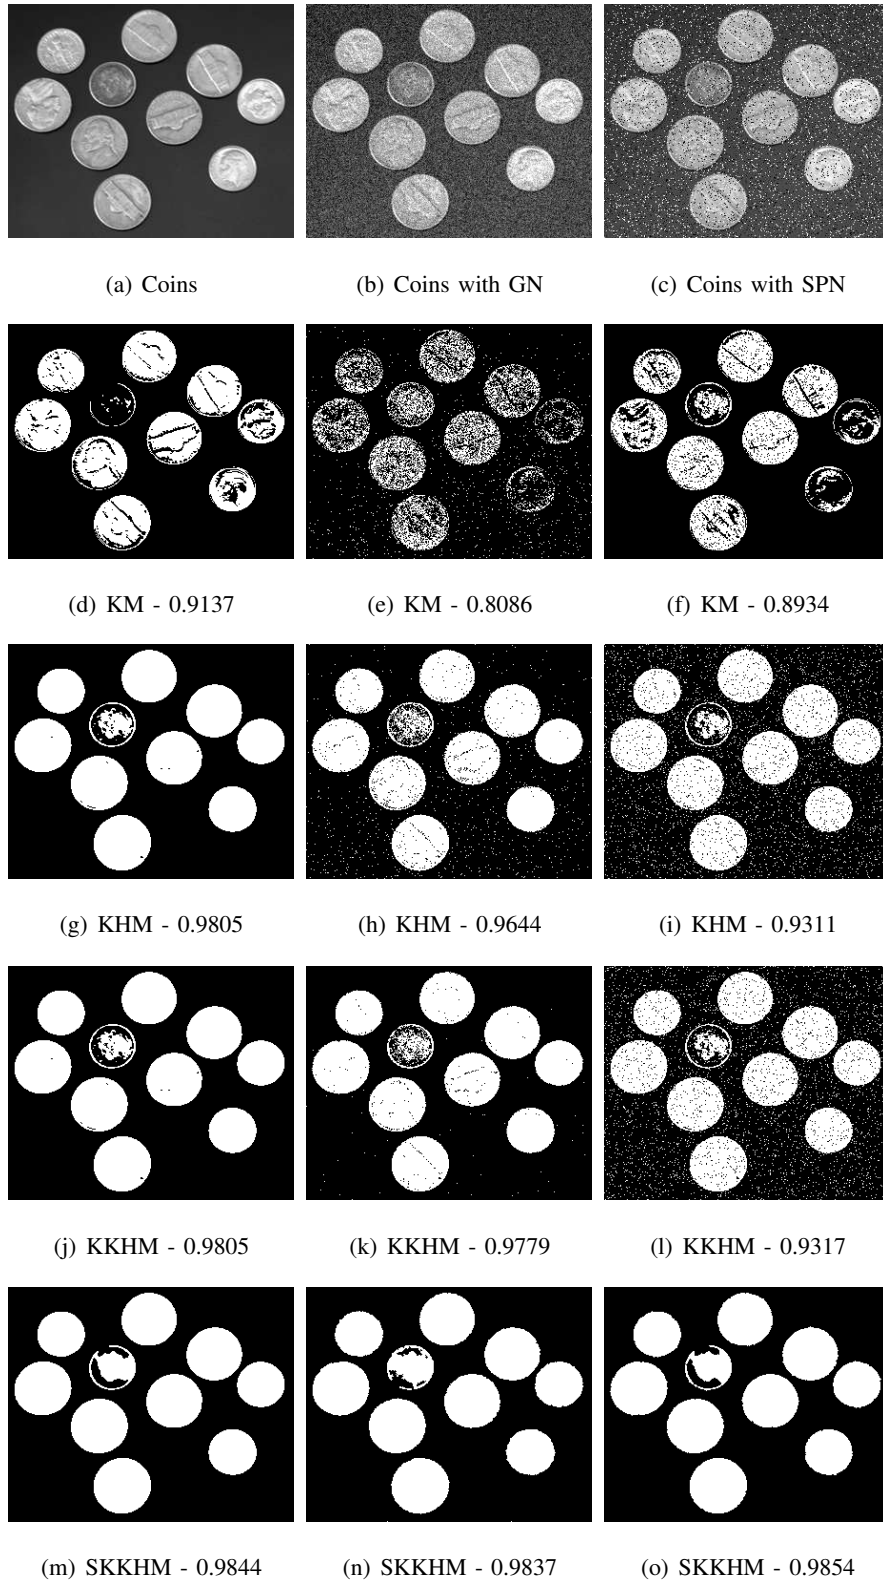 (a) Coins
(b) Coins with GN
(c) Coins with SPN
(d) KM - 0.9137
(e) KM - 0.8086
(f) KM - 0.8934
(g) KHM - 0.9805
(h) KHM - 0.9644
(i) KHM - 0.9311
(j) KKHM - 0.9805
(k) KKHM - 0.9779
(l) KKHM - 0.9317
(m) SKKHM - 0.9844
(n) SKKHM - 0.9837
(o) SKKHM - 0.9854